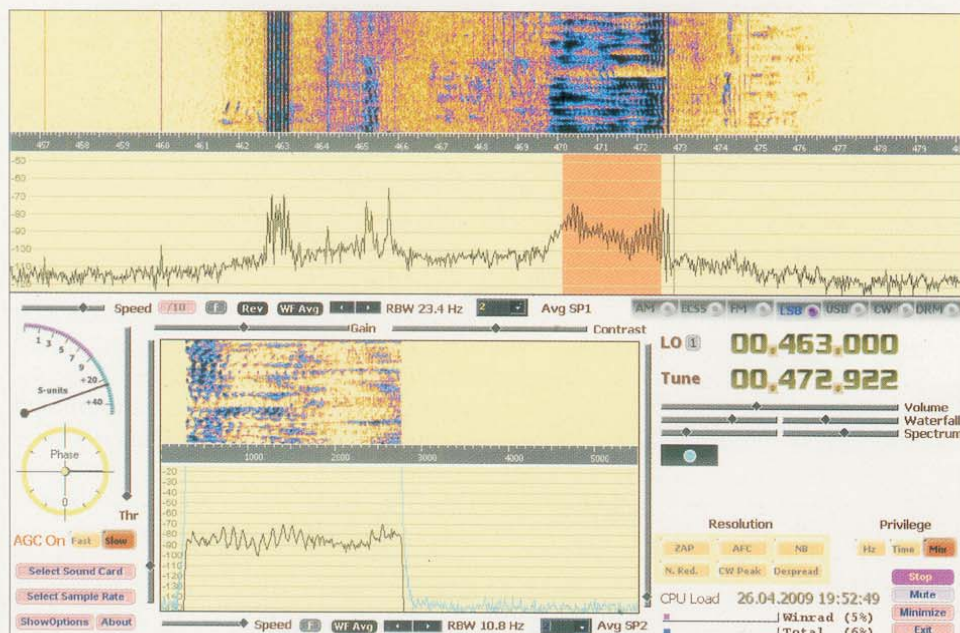 457 458 459 460 461 462 463 464 465 466 467 468 469 470 471 472 473 474 475 476 477 478 479
-50
-60
-70
-80
-90
-100
-110
Speed F Rev WF Avg RBW 23.4 Hz 2 Avg SP1 AM ECSS FM LSB USB CW DRM
Gain Contrast
LO 1 00.463.000
Tune 00.472.922
1 3 5 7 9 +20 +40
S-units
Volume
Waterfall
Spectrum
Phase
0
1000 2000 3000 4000 5000
-20
-30
-40
-50
-60
-70
-80
-90
-100
-110
-120
-130
-140
Thr
AGC On Fast Slow
Resolution Privilege
ZAP AFC NB Hz Time Min
N. Red. CW Peak Despread
Select Sound Card
Select Sample Rate
ShowOptions About
Speed F WF Avg RBW 10.8 Hz 2 Avg SP2
Stop
CPU Load 26.04.2009 19:52:49 Mute
Winrad (5%) Minimize
Total (6%) Exit